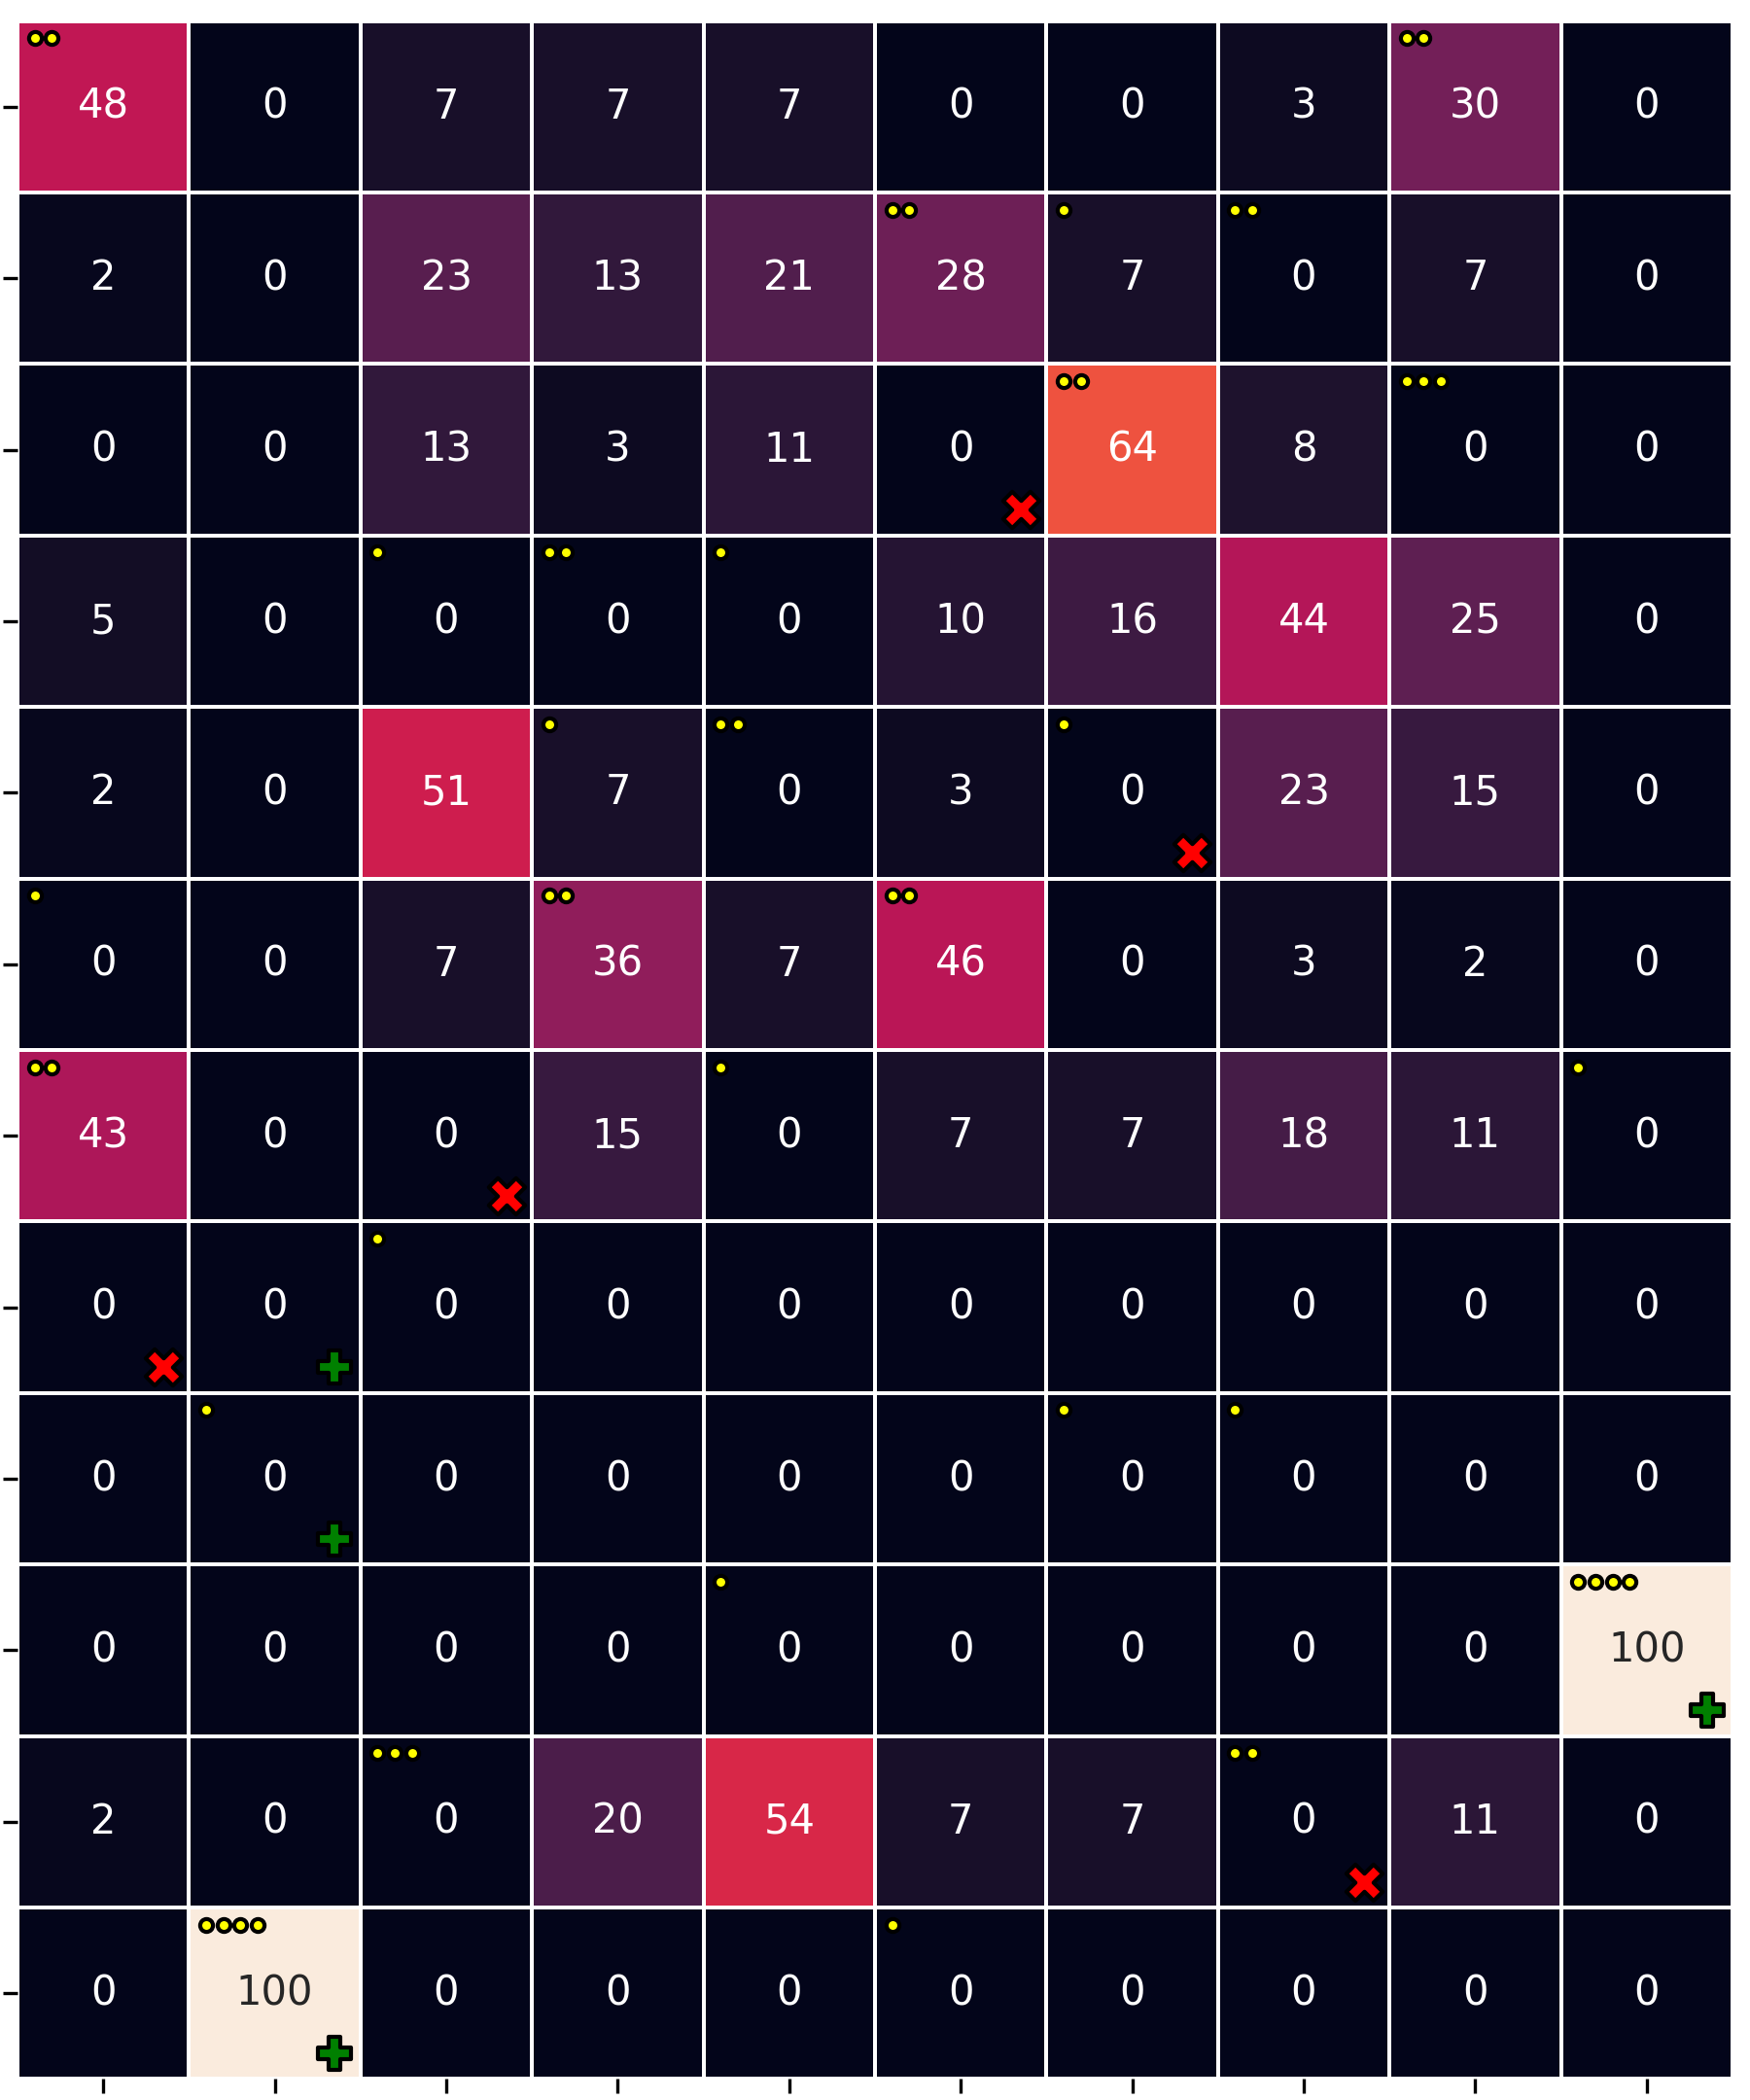 48 0 7 7 7 0 0 3 30 0
2 0 23 13 21 28 7 0 7 0
0 0 13 3 11 0 64 8 0 0
5 0 0 0 0 10 16 44 25 0
2 0 51 7 0 3 0 23 15 0
0 0 7 36 7 46 0 3 2 0
43 0 0 15 0 7 7 18 11 0
0 0 0 0 0 0 0 0 0 0
0 0 0 0 0 0 0 0 0 0
0 0 0 0 0 0 0 0 0 100
2 0 0 20 54 7 7 0 11 0
0 100 0 0 0 0 0 0 0 0